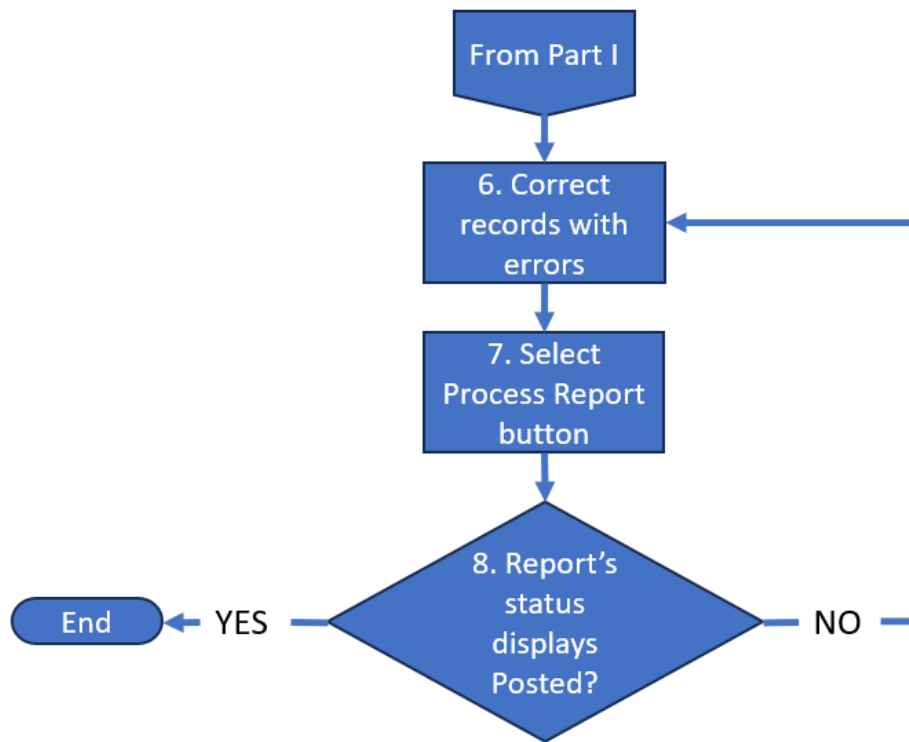 From Part I
6. Correct
records with
errors
7. Select
Process Report
button
8. Report's
status
displays
Posted?
End
YES
NO